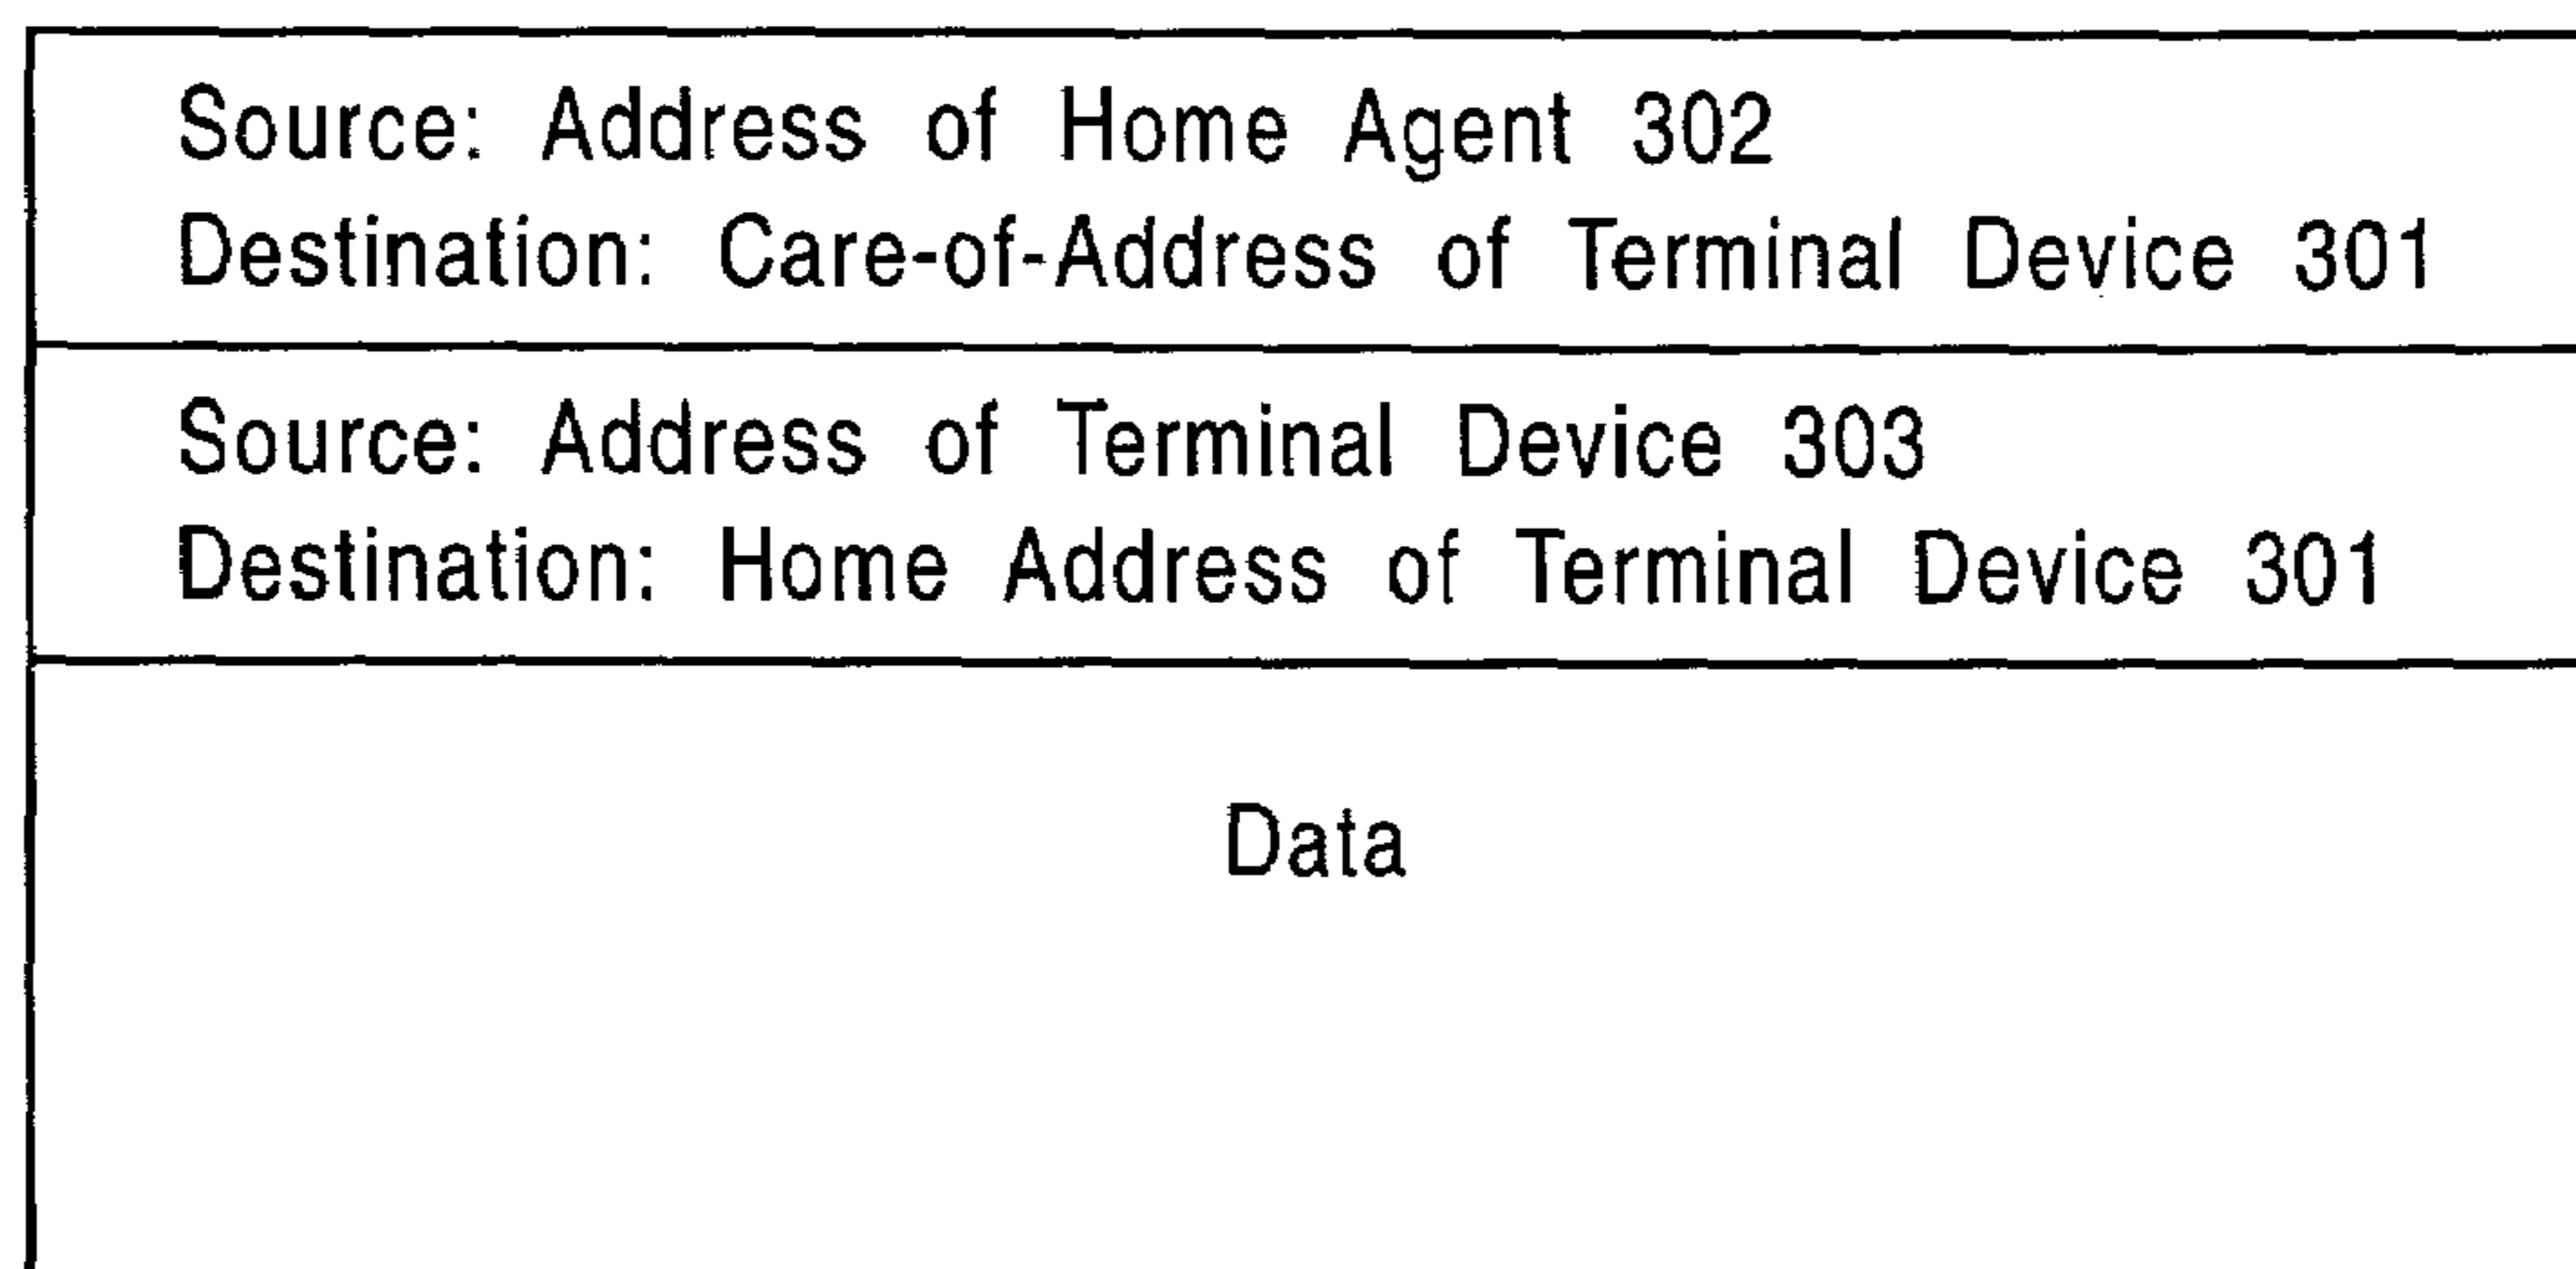 Source: Address of Home Agent 302
Destination: Care-of-Address of Terminal Device 301
Source: Address of Terminal Device 303
Destination: Home Address of Terminal Device 301
Data